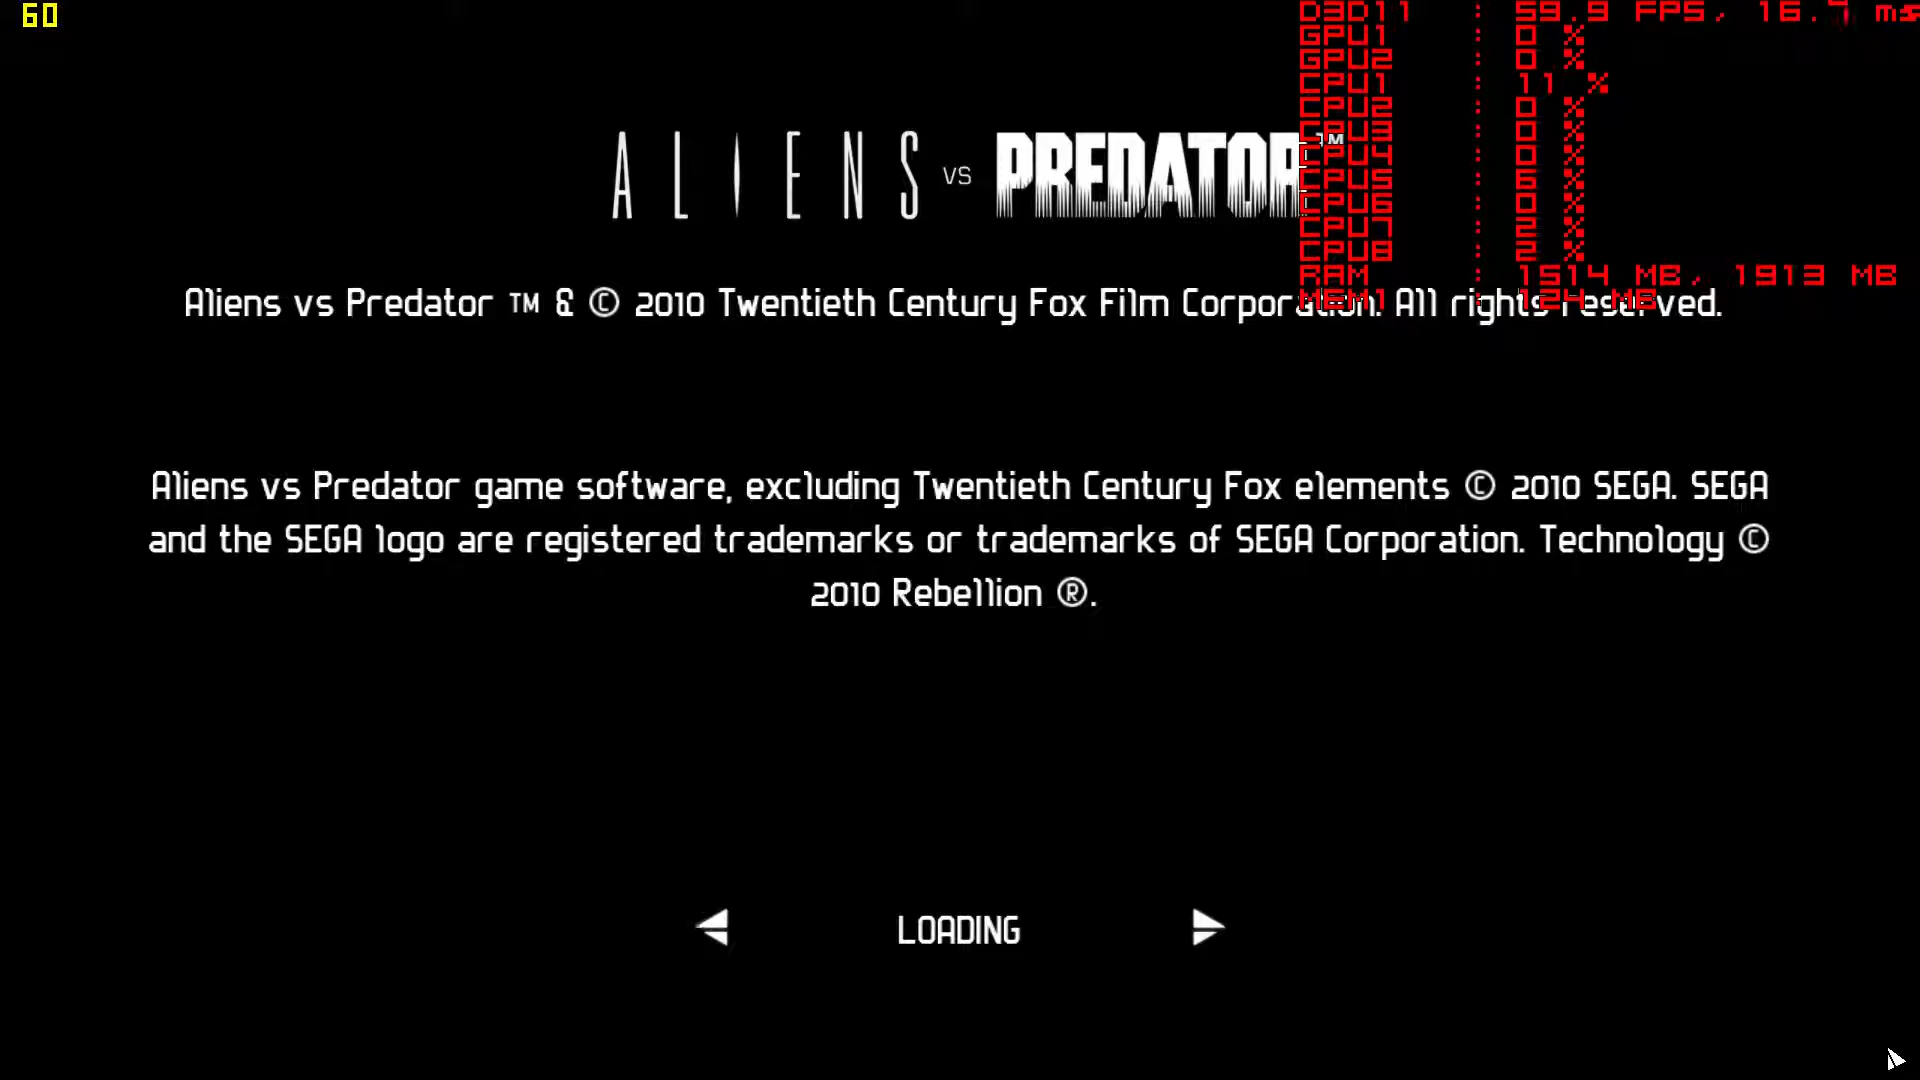 60
D3D11 : 59.9 FPS, 16.7 ms
GPU1 : 0 %
GPU2 : 0 %
CPU1 : 11 %
CPU2 : 0 %
CPU3 : 0 %
CPU4 : 0 %
CPU5 : 6 %
CPU6 : 0 %
CPU7 : 2 %
CPU8 : 2 %
RAM : 1514 MB, 1913 MB
MEM1 : 124 MB
ALIENS VS PREDATOR™
Aliens vs Predator ™ & © 2010 Twentieth Century Fox Film Corporation. All rights reserved.
Aliens vs Predator game software, excluding Twentieth Century Fox elements © 2010 SEGA. SEGA
and the SEGA logo are registered trademarks or trademarks of SEGA Corporation. Technology ©
2010 Rebellion ®.
LOADING